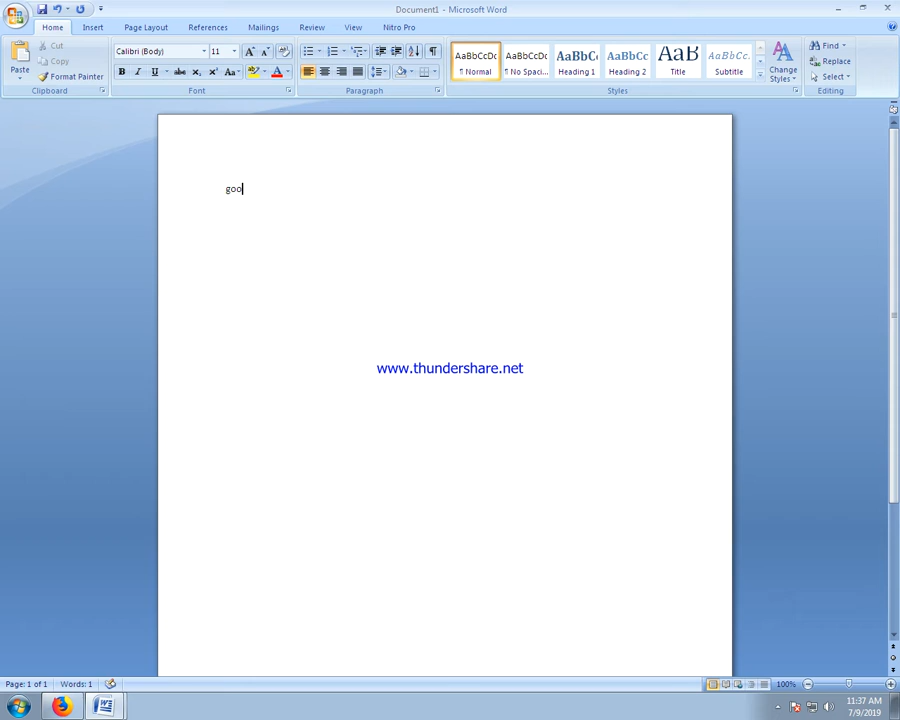 Document1 - Microsoft Word
Home Insert Page Layout References Mailings Review View Nitro Pro
Paste
Cut
Copy
Format Painter
Clipboard
Calibri (Body) 11
Font
Paragraph
AaBbCcDc AaBbCcDc AaBbCc AaBbCc AaB AaBbCc.
¶ Normal ¶ No Spaci... Heading 1 Heading 2 Title Subtitle
Change Styles
Styles
Find
Replace
Select
Editing
goo
www.thundershare.net
Page: 1 of 1 Words: 1 100%
11:37 AM
7/9/2019